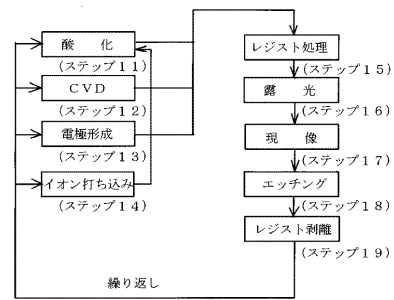 酸　化
(ステップ１１)
ＣＶＤ
(ステップ１２)
電極形成
(ステップ１３)
イオン打ち込み
(ステップ１４)
レジスト処理
(ステップ１５)
露　光
(ステップ１６)
現　像
(ステップ１７)
エッチング
(ステップ１８)
レジスト剥離
(ステップ１９)
繰り返し